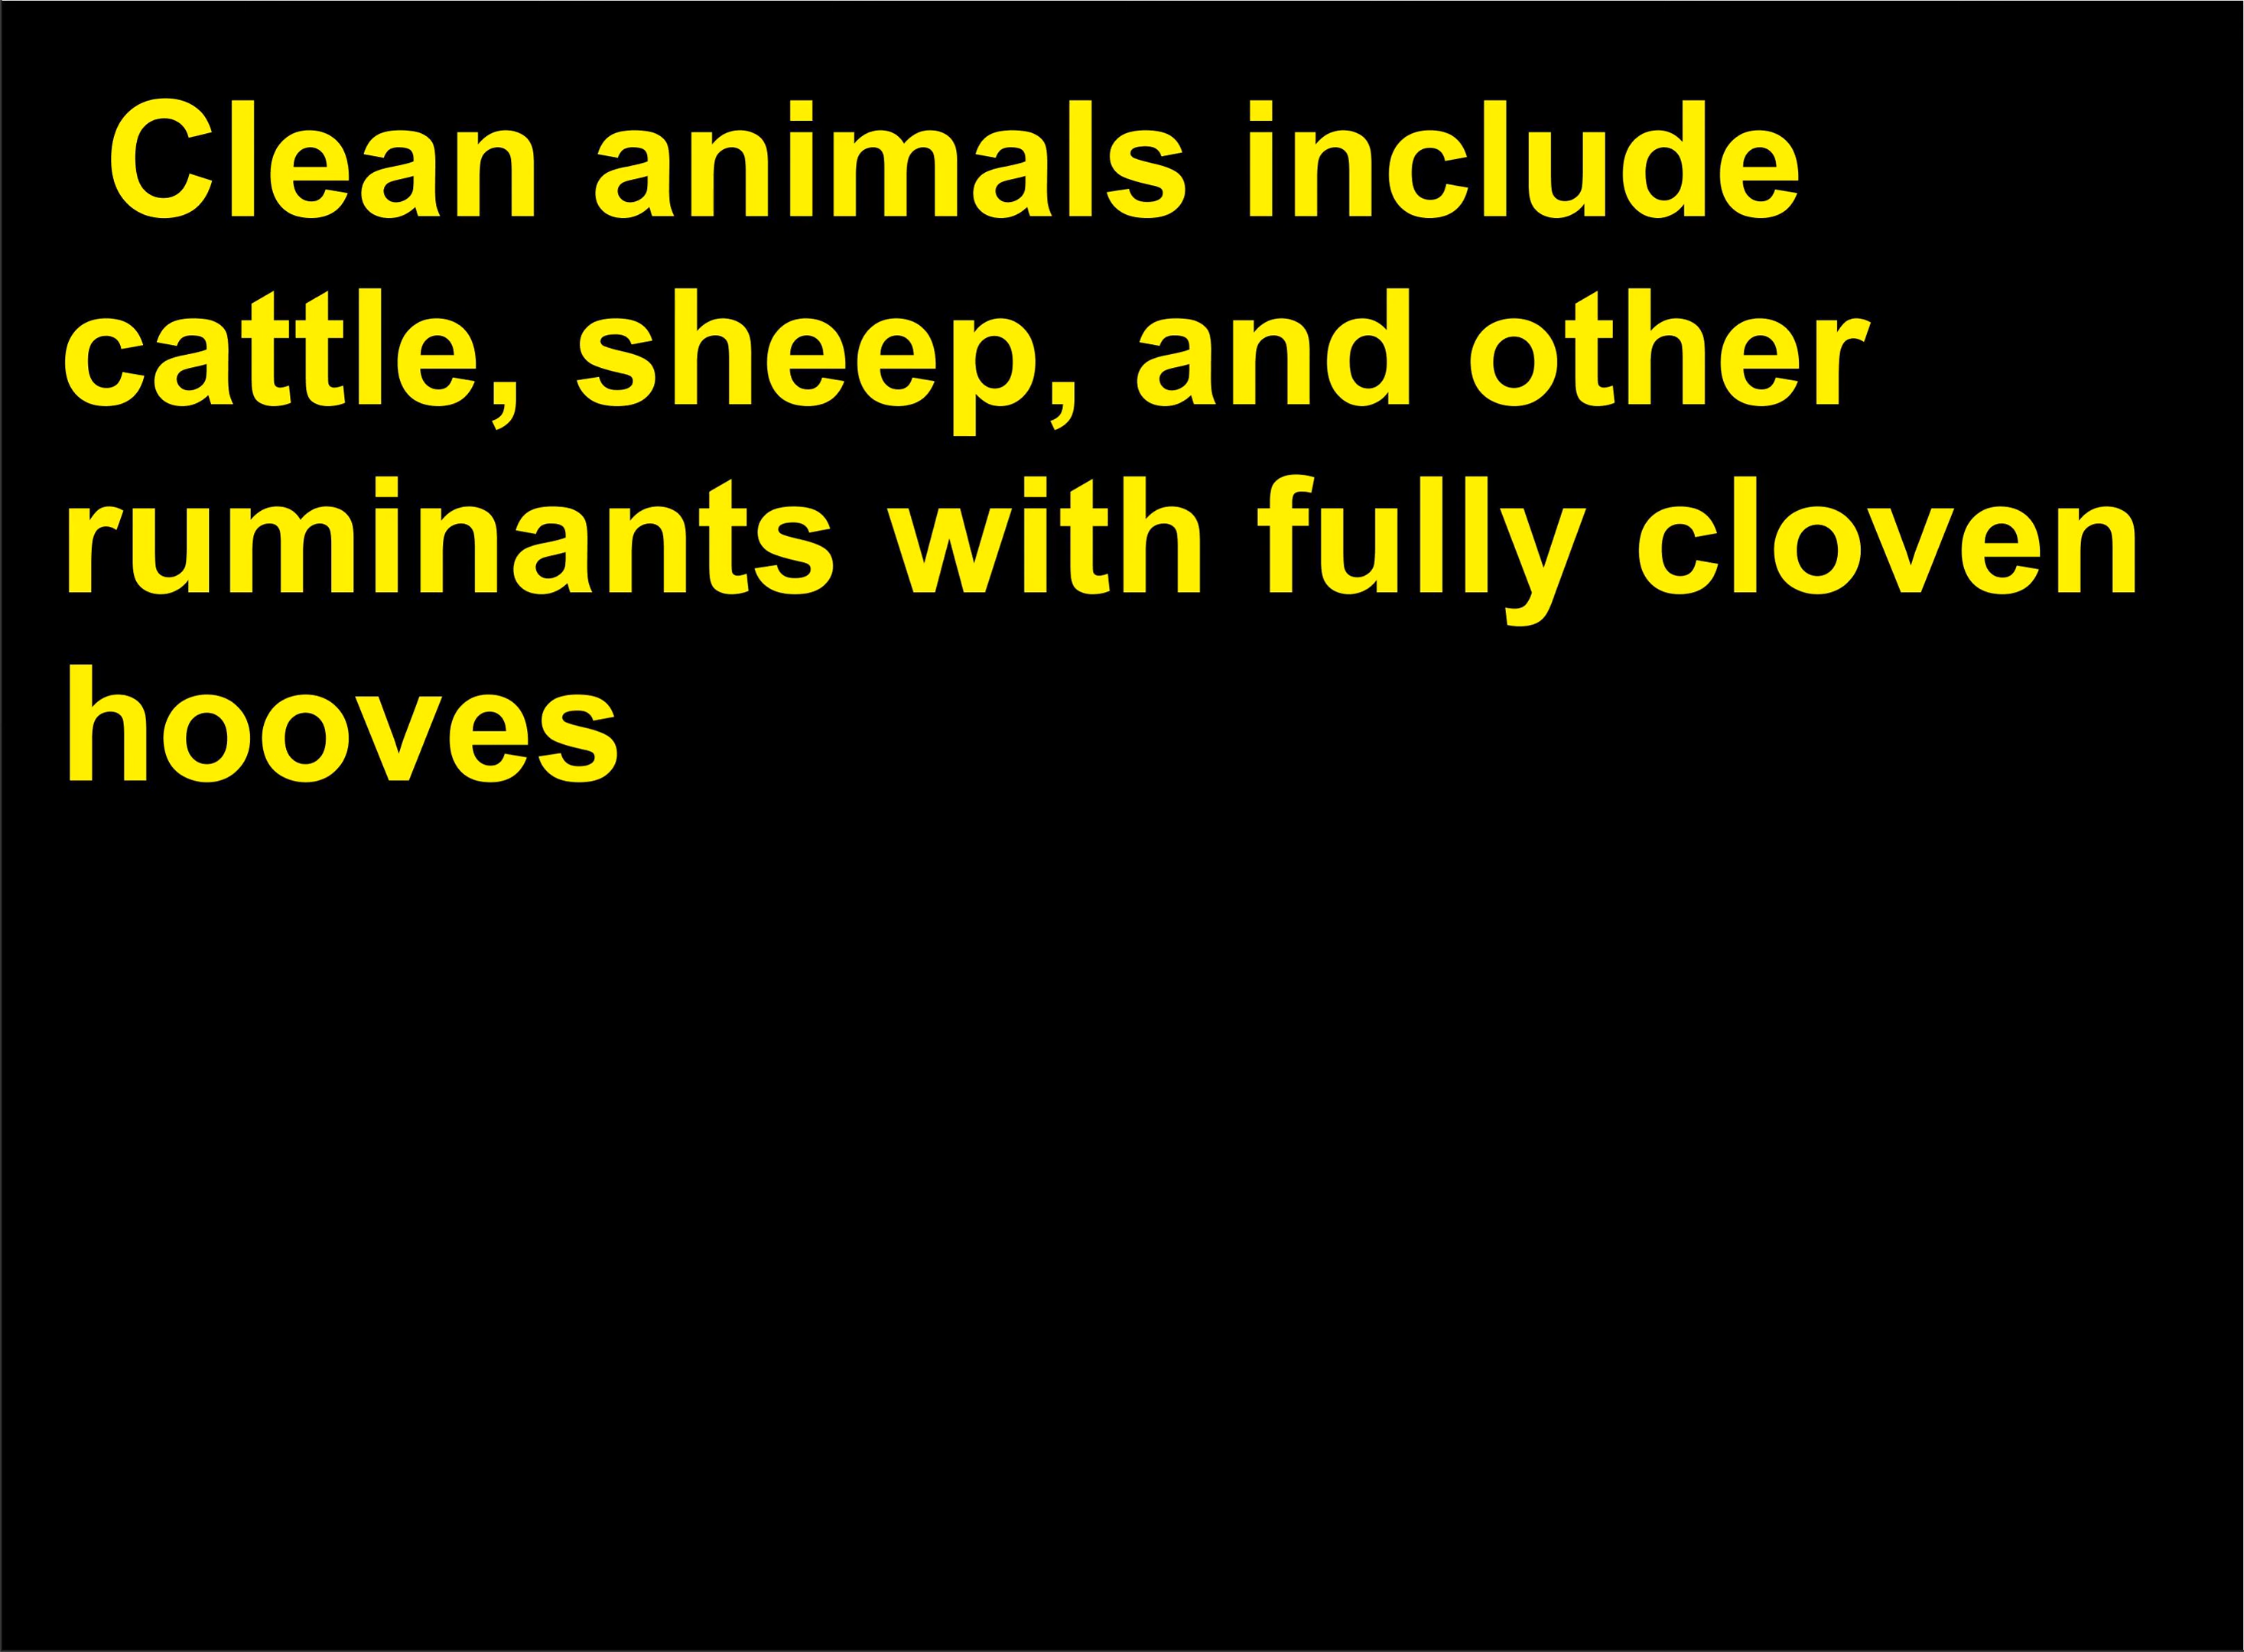 Clean animals include
cattle, sheep, and other
ruminants with fully cloven
hooves